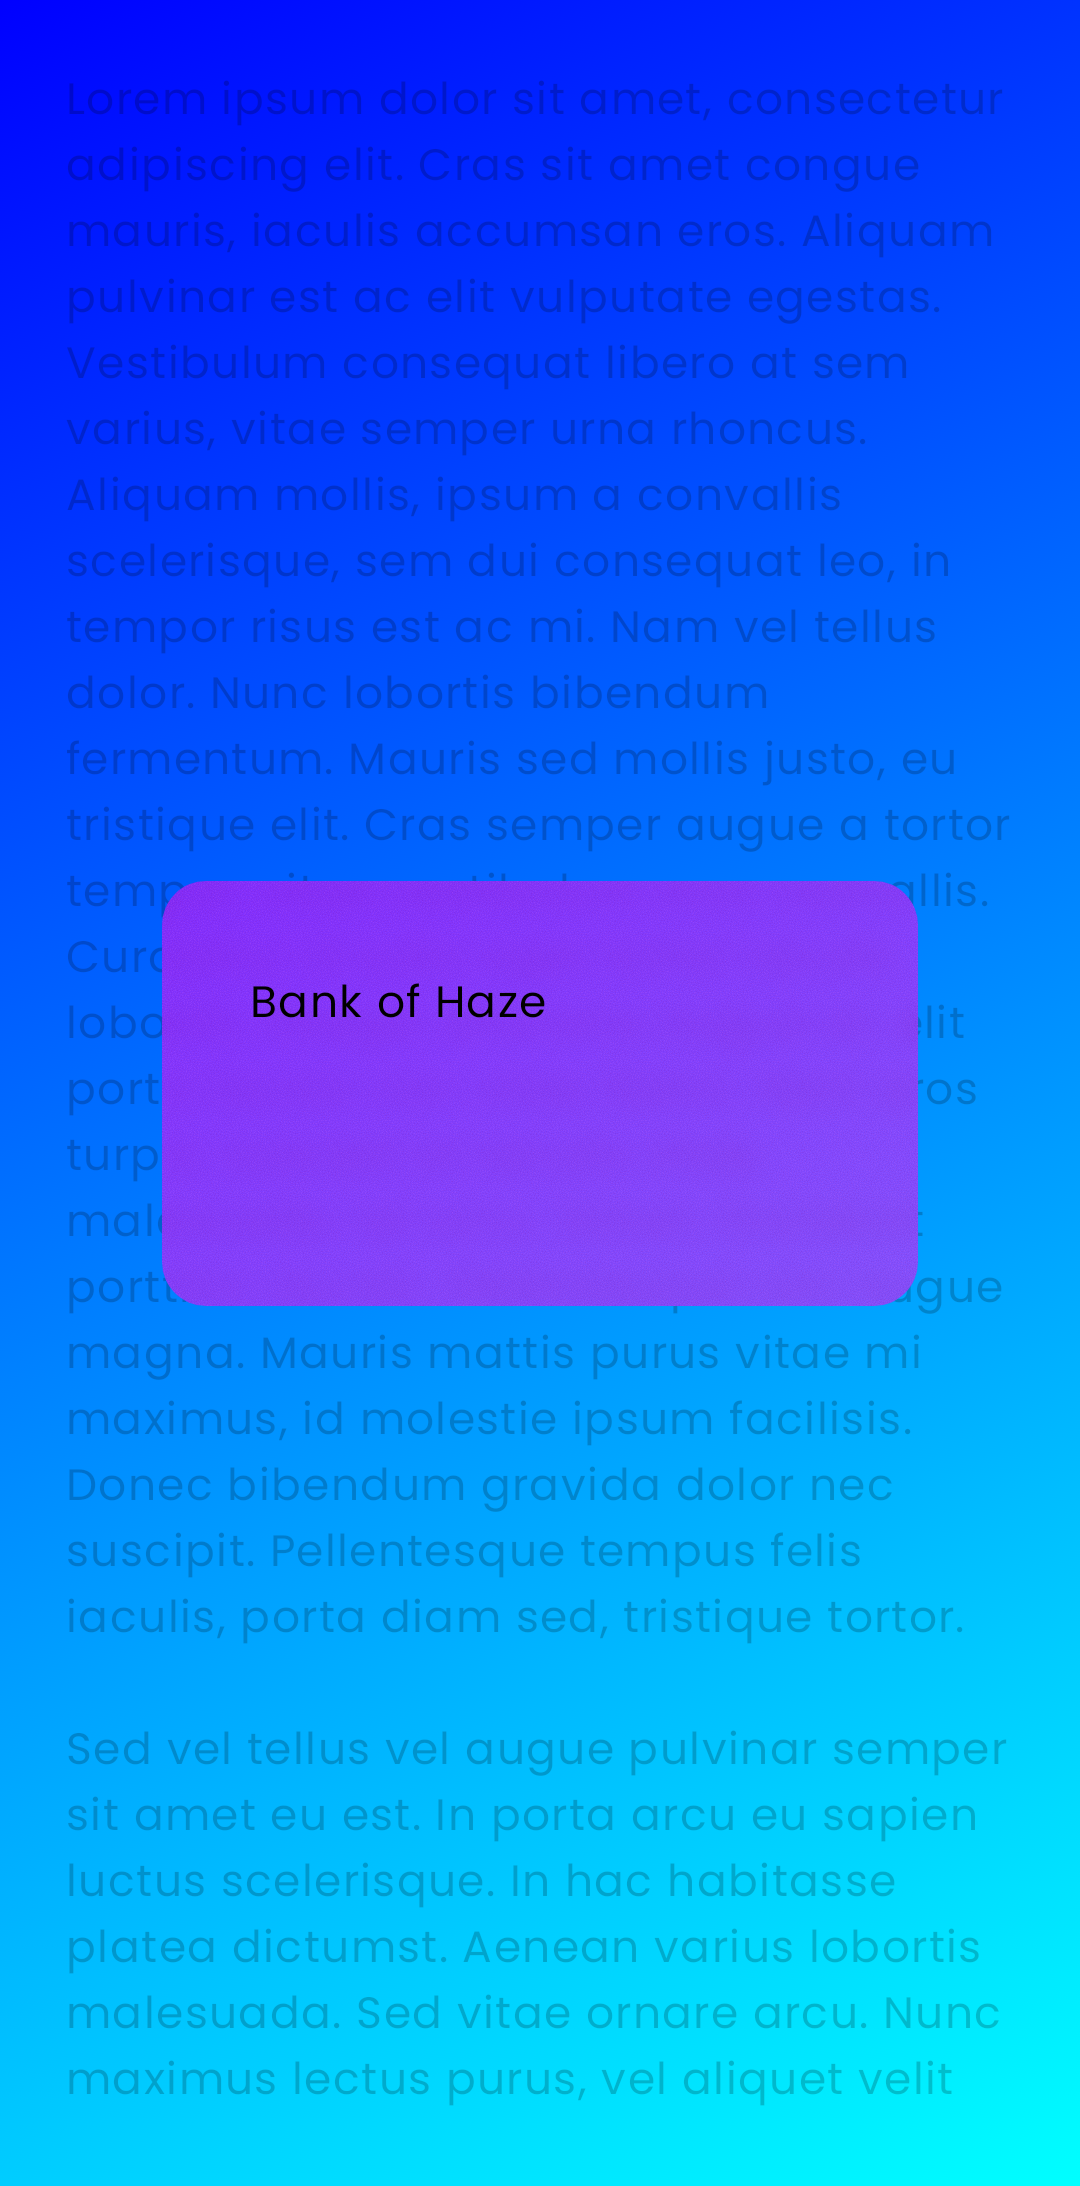 Lorem ipsum dolor sit amet, consectetur
adipiscing elit. Cras sit amet congue
mauris, iaculis accumsan eros. Aliquam
pulvinar est ac elit vulputate egestas.
Vestibulum consequat libero at sem
varius, vitae semper urna rhoncus.
Aliquam mollis, ipsum a convallis
scelerisque, sem dui consequat leo, in
tempor risus est ac mi. Nam vel tellus
dolor. Nunc lobortis bibendum
fermentum. Mauris sed mollis justo, eu
tristique elit. Cras semper augue a tortor
Bank of Haze
magna. Mauris mattis purus vitae mi
maximus, id molestie ipsum facilisis.
Donec bibendum gravida dolor nec
suscipit. Pellentesque tempus felis
iaculis, porta diam sed, tristique tortor.
Sed vel tellus vel augue pulvinar semper
sit amet eu est. In porta arcu eu sapien
luctus scelerisque. In hac habitasse
platea dictumst. Aenean varius lobortis
malesuada. Sed vitae ornare arcu. Nunc
maximus lectus purus, vel aliquet velit